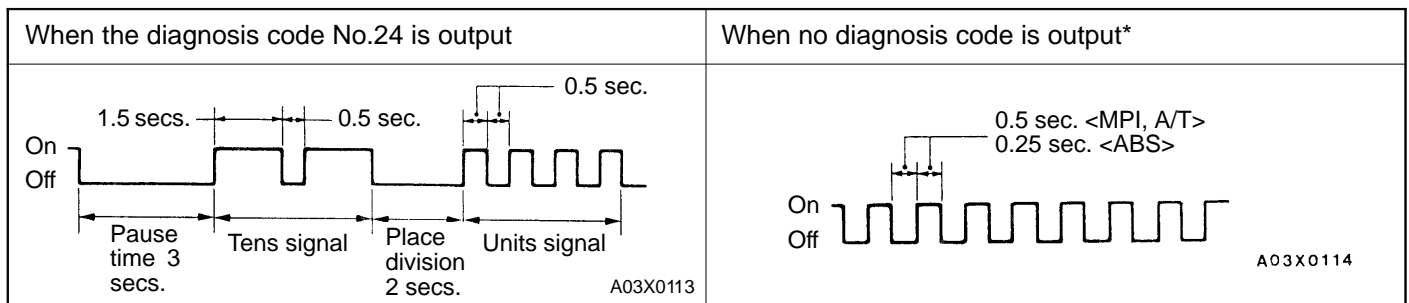 When the diagnosis code No.24 is output
When no diagnosis code is output*
0.5 sec.
1.5 secs.
0.5 sec.
On
Off
Pause
time 3
secs.
Tens signal
Place
division
2 secs.
Units signal
A03X0113
0.5 sec. <MPI, A/T>
0.25 sec. <ABS>
On
Off
A03X0114